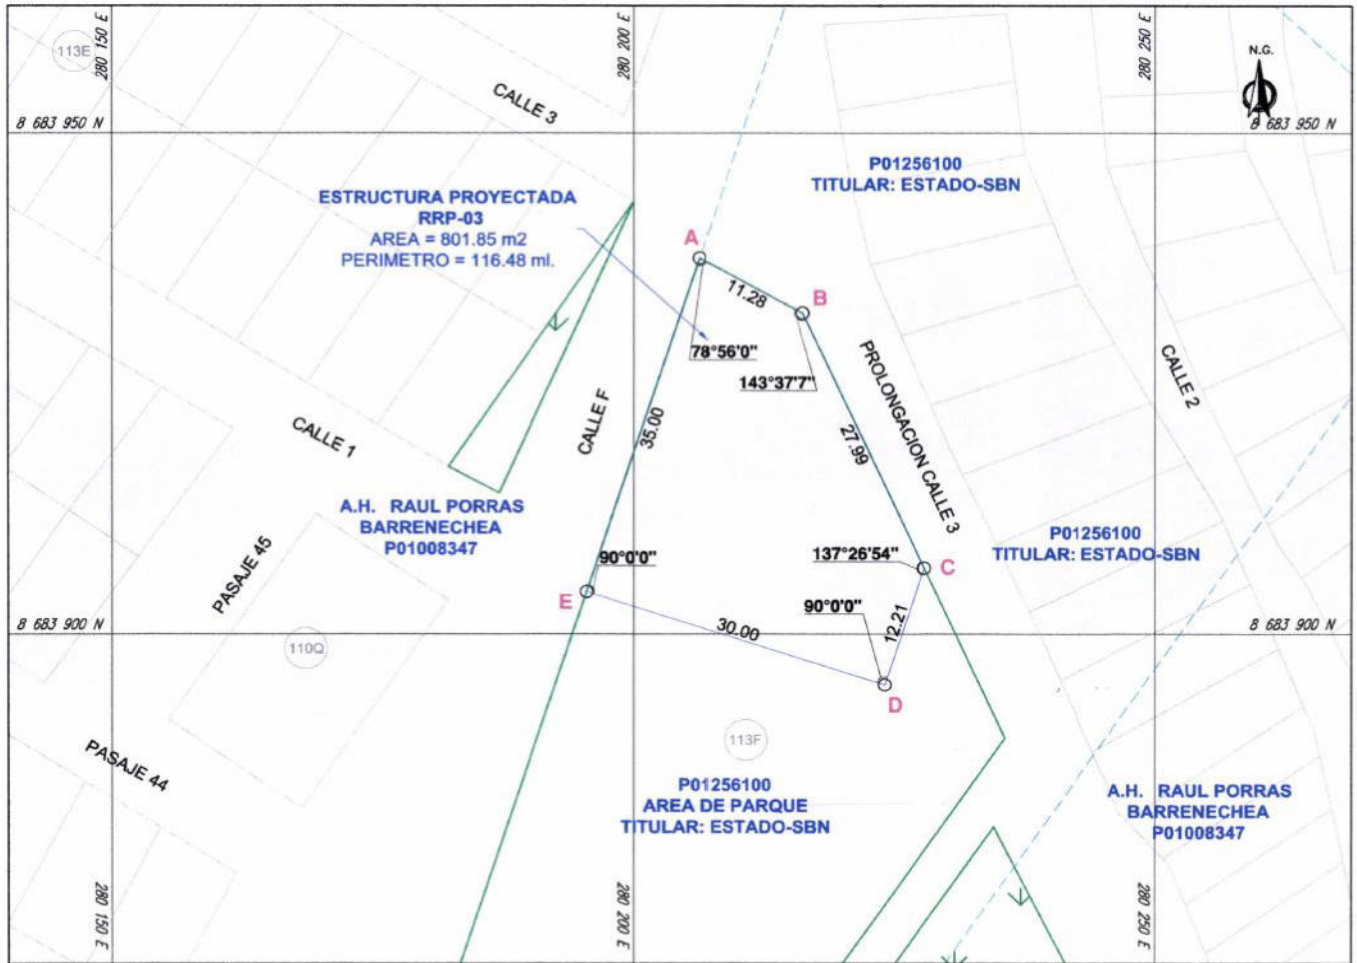 280 150 E
280 200 E
280 250 E
113E
N.G.
CALLE 3
8 683 950 N
8 683 950 N
P01256100
TITULAR: ESTADO-SBN
ESTRUCTURA PROYECTADA
RRP-03
AREA = 801.85 m2
PERIMETRO = 116.48 ml.
A
11.28
B
78°56'0"
143°37'7"
PROLONGACION CALLE 3
CALLE 2
CALLE F
35.00
27.99
CALLE 1
A.H. RAUL PORRAS
BARRENECHEA
P01008347
P01256100
TITULAR: ESTADO-SBN
PASAJE 45
90°0'0"
137°26'54"
C
E
90°0'0"
12.21
30.00
8 683 900 N
8 683 900 N
110Q
D
113F
PASAJE 44
P01256100
AREA DE PARQUE
TITULAR: ESTADO-SBN
A.H. RAUL PORRAS
BARRENECHEA
P01008347
280 150 E
280 200 E
280 250 E